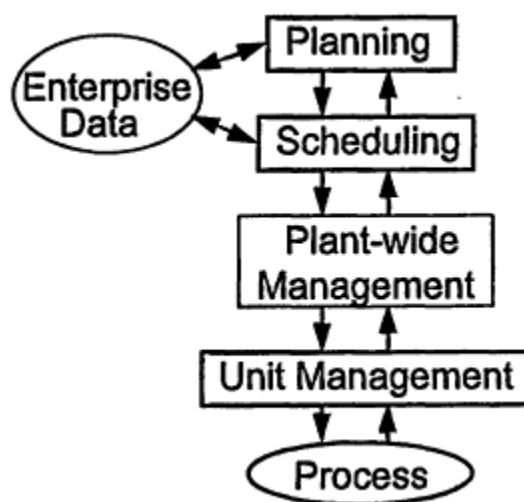 Planning
Enterprise
Data
Scheduling
Plant-wide
Management
Unit Management
Process